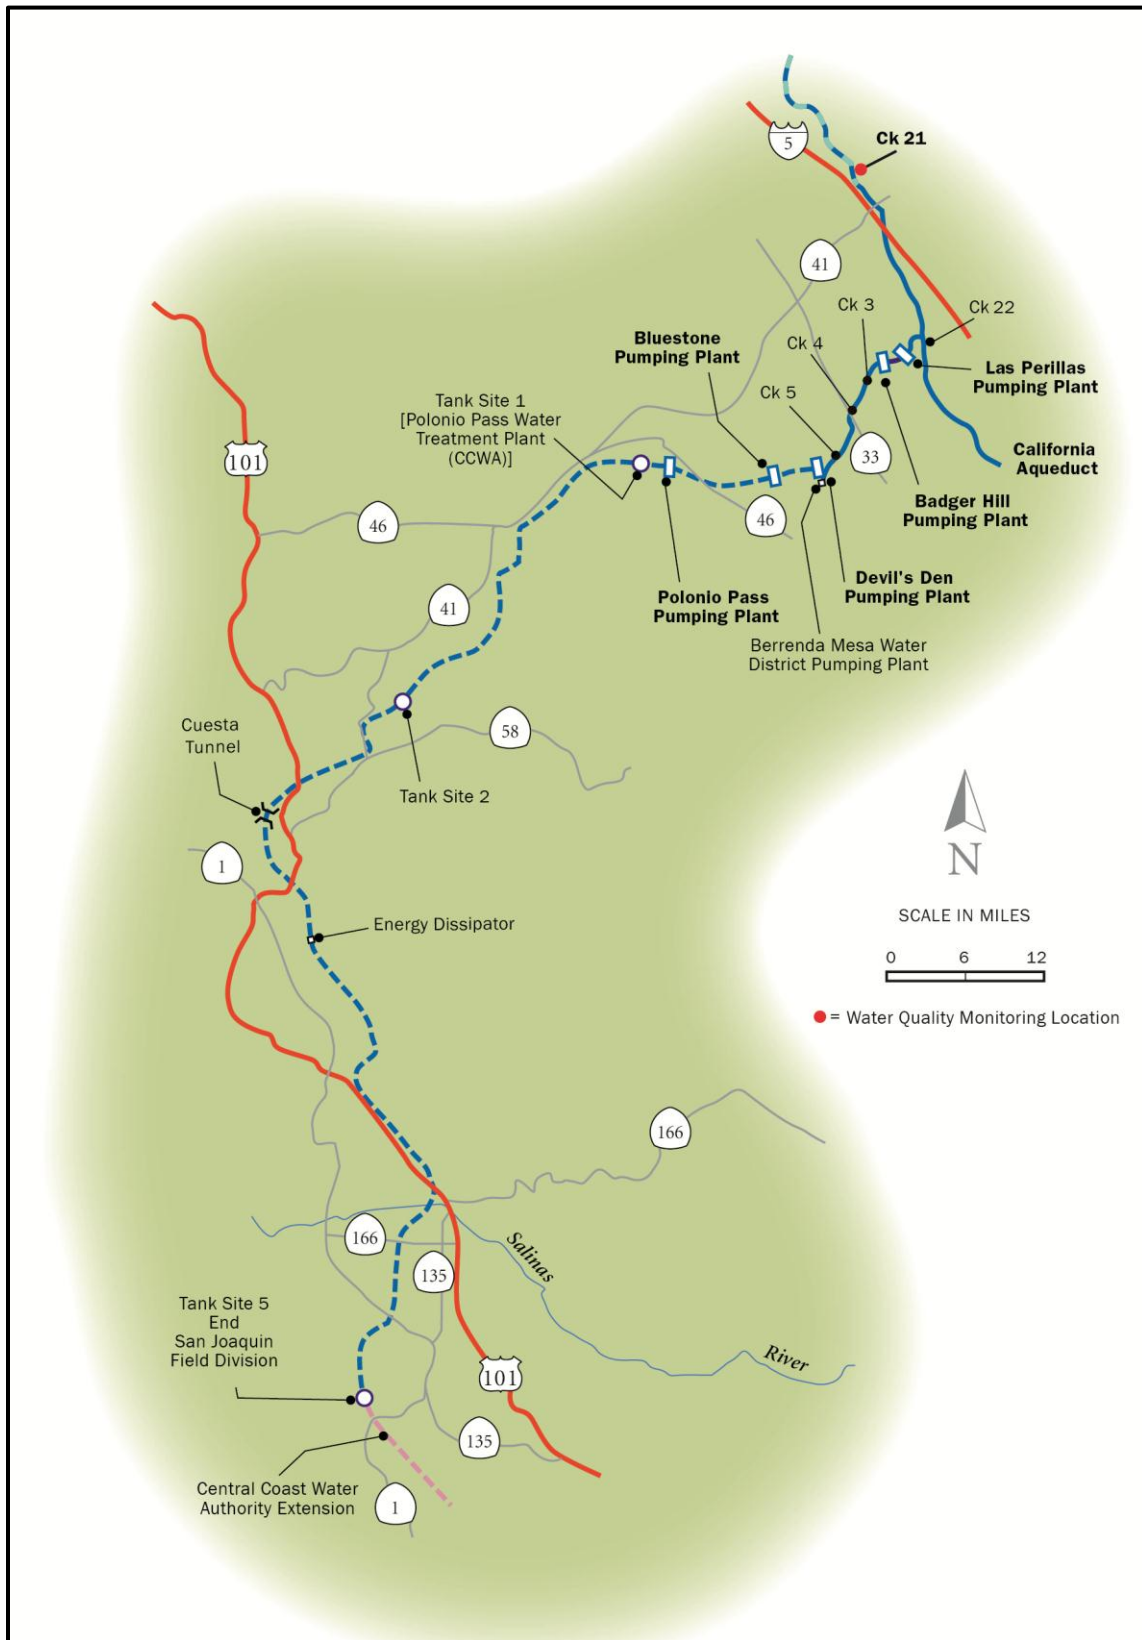 Ck 21
5
41
Ck 3
Ck 22
Ck 4
Bluestone
Pumping Plant
Las Perillas
Pumping Plant
Ck 5
Tank Site 1
[Polonio Pass Water
Treatment Plant
(CCWA)]
101
33
California
Aqueduct
Badger Hill
Pumping Plant
46
46
Devil's Den
Pumping Plant
Polonio Pass
Pumping Plant
41
Berrenda Mesa Water
District Pumping Plant
Cuesta
Tunnel
58
Tank Site 2
1
N
SCALE IN MILES
Energy Dissipator
0 6 12
= Water Quality Monitoring Location
166
166
Salinas
135
Tank Site 5
End
San Joaquin
Field Division
River
101
135
Central Coast Water
Authority Extension
1